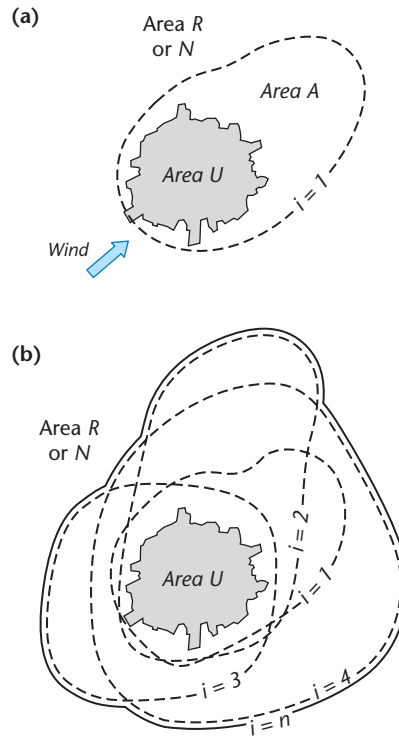 (a)
Area R
or N
Area A
Area U
i = 1
Wind
(b)
Area R
or N
i = 2
i = 1
Area U
i = 3
i = 4
i = n